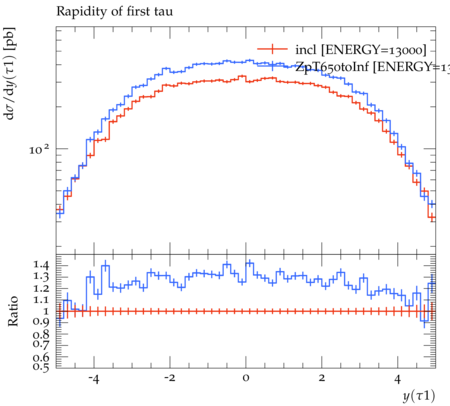 Rapidity of first tau
dσ/dy(τ1) [pb]
incl [ENERGY=13000]
ZpT650toInf [ENERGY=13
10²
1.4
1.3
1.2
1.1
1
0.9
0.8
0.7
0.6
0.5
Ratio
-4 -2 0 2 4
y(τ1)